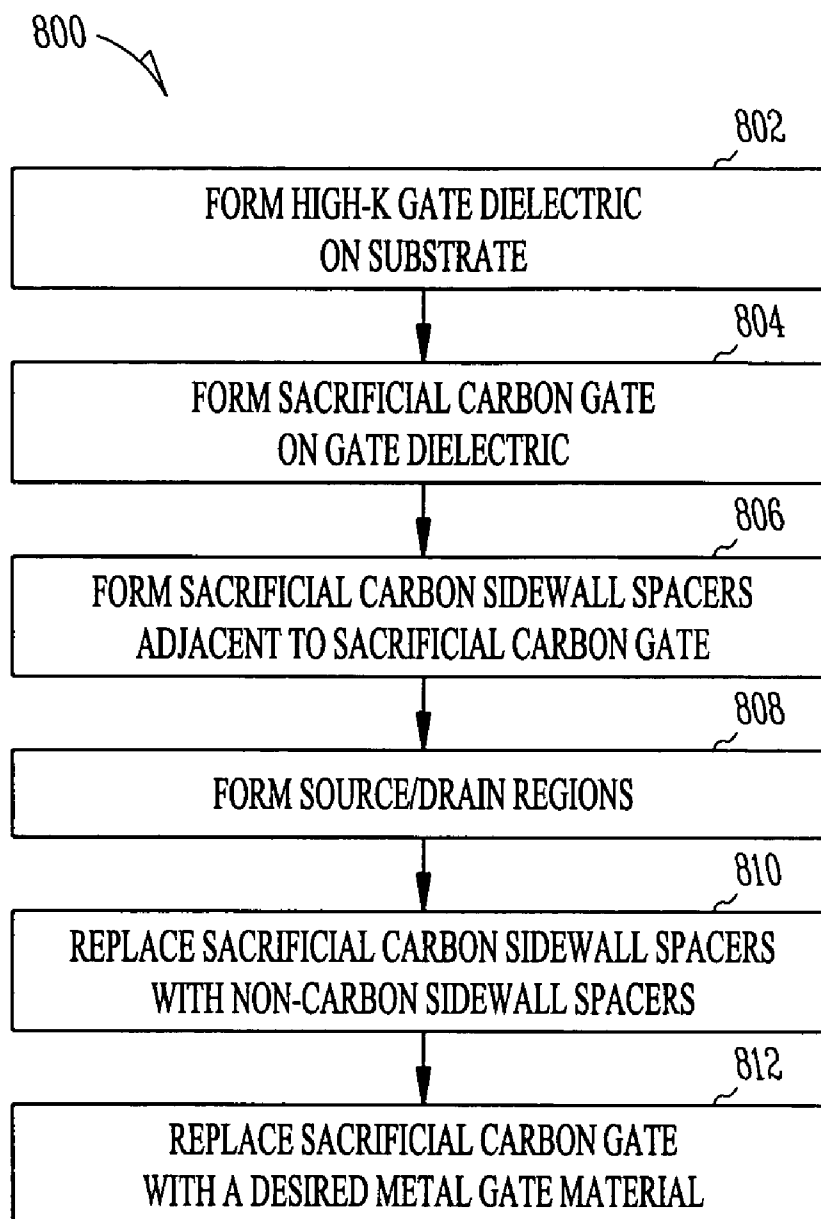 800
802
FORM HIGH-K GATE DIELECTRIC
ON SUBSTRATE
804
FORM SACRIFICIAL CARBON GATE
ON GATE DIELECTRIC
806
FORM SACRIFICIAL CARBON SIDEWALL SPACERS
ADJACENT TO SACRIFICIAL CARBON GATE
808
FORM SOURCE/DRAIN REGIONS
810
REPLACE SACRIFICIAL CARBON SIDEWALL SPACERS
WITH NON-CARBON SIDEWALL SPACERS
812
REPLACE SACRIFICIAL CARBON GATE
WITH A DESIRED METAL GATE MATERIAL